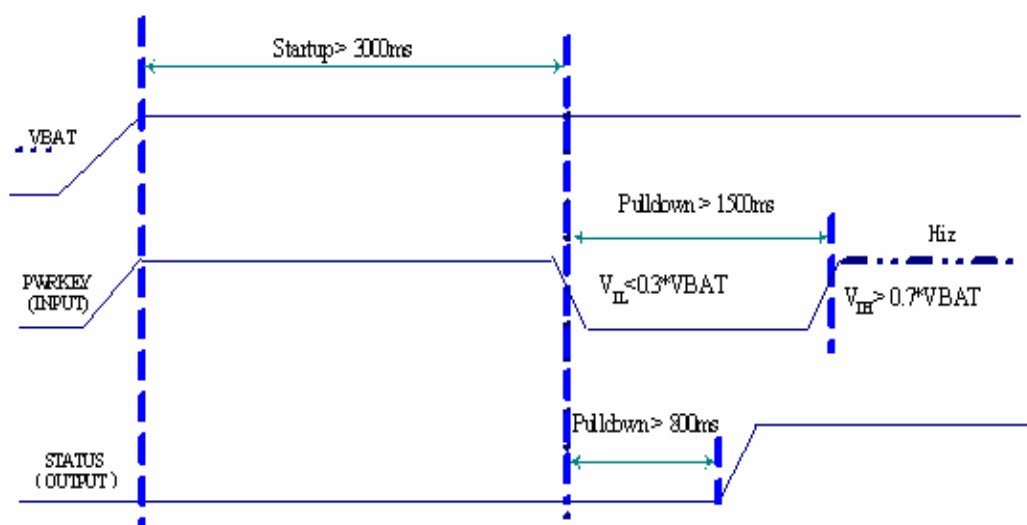 Startup > 3000ms
VBAT
Pulldown > 1500ms
Hiz
PWRKEY
(INPUT)
VIL<0.3*VBAT
VIH> 0.7*VBAT
Pulldown > 800ms
STATUS
(OUTPUT)